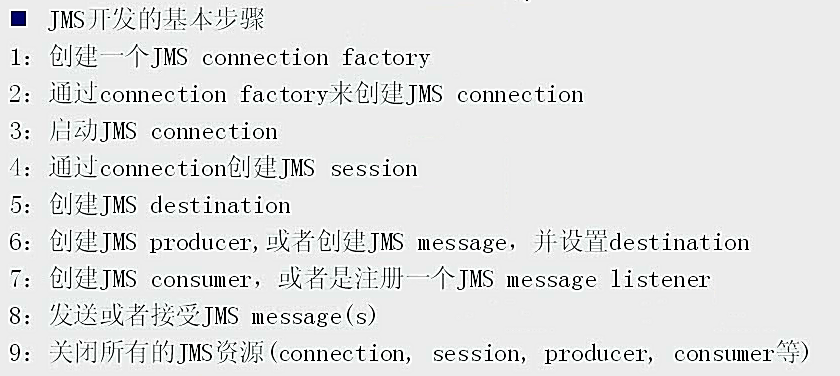 ■ JMS开发的基本步骤
1：创建一个JMS connection factory
2：通过connection factory来创建JMS connection
3：启动JMS connection
4：通过connection创建JMS session
5：创建JMS destination
6：创建JMS producer,或者创建JMS message，并设置destination
7：创建JMS consumer，或者是注册一个JMS message listener
8：发送或者接受JMS message(s)
9：关闭所有的JMS资源(connection, session, producer, consumer等)